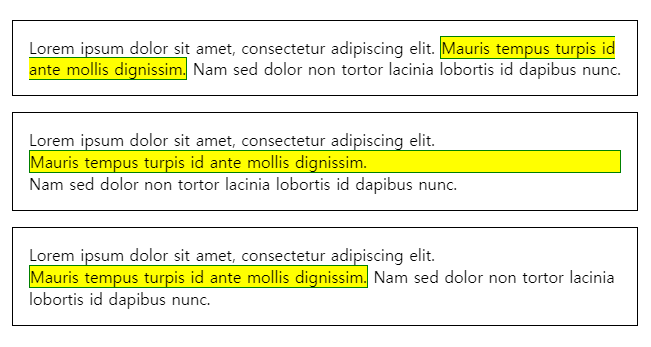 Lorem ipsum dolor sit amet, consectetur adipiscing elit. Mauris tempus turpis id
ante mollis dignissim. Nam sed dolor non tortor lacinia lobortis id dapibus nunc.
Lorem ipsum dolor sit amet, consectetur adipiscing elit.
Mauris tempus turpis id ante mollis dignissim.
Nam sed dolor non tortor lacinia lobortis id dapibus nunc.
Lorem ipsum dolor sit amet, consectetur adipiscing elit.
Mauris tempus turpis id ante mollis dignissim. Nam sed dolor non tortor lacinia
lobortis id dapibus nunc.